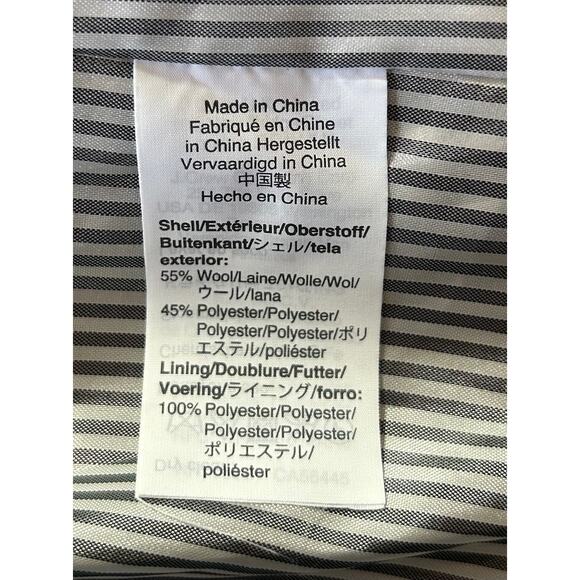 Made in China
Fabriqué en Chine
in China Hergestellt
Vervaardigd in China
中国製
Hecho en China
Shell/Extérieur/Oberstoff/
Buitenkant/シェル/tela
exterior:
55% Wool/Laine/Wolle/Wol/
ウール/lana
45% Polyester/Polyester/
Polyester/Polyester/ポリ
エステル/poliéster
Lining/Doublure/Futter/
Voering/ライニング/forro:
100% Polyester/Polyester/
Polyester/Polyester/
ポリエステル/
poliéster
CA56445